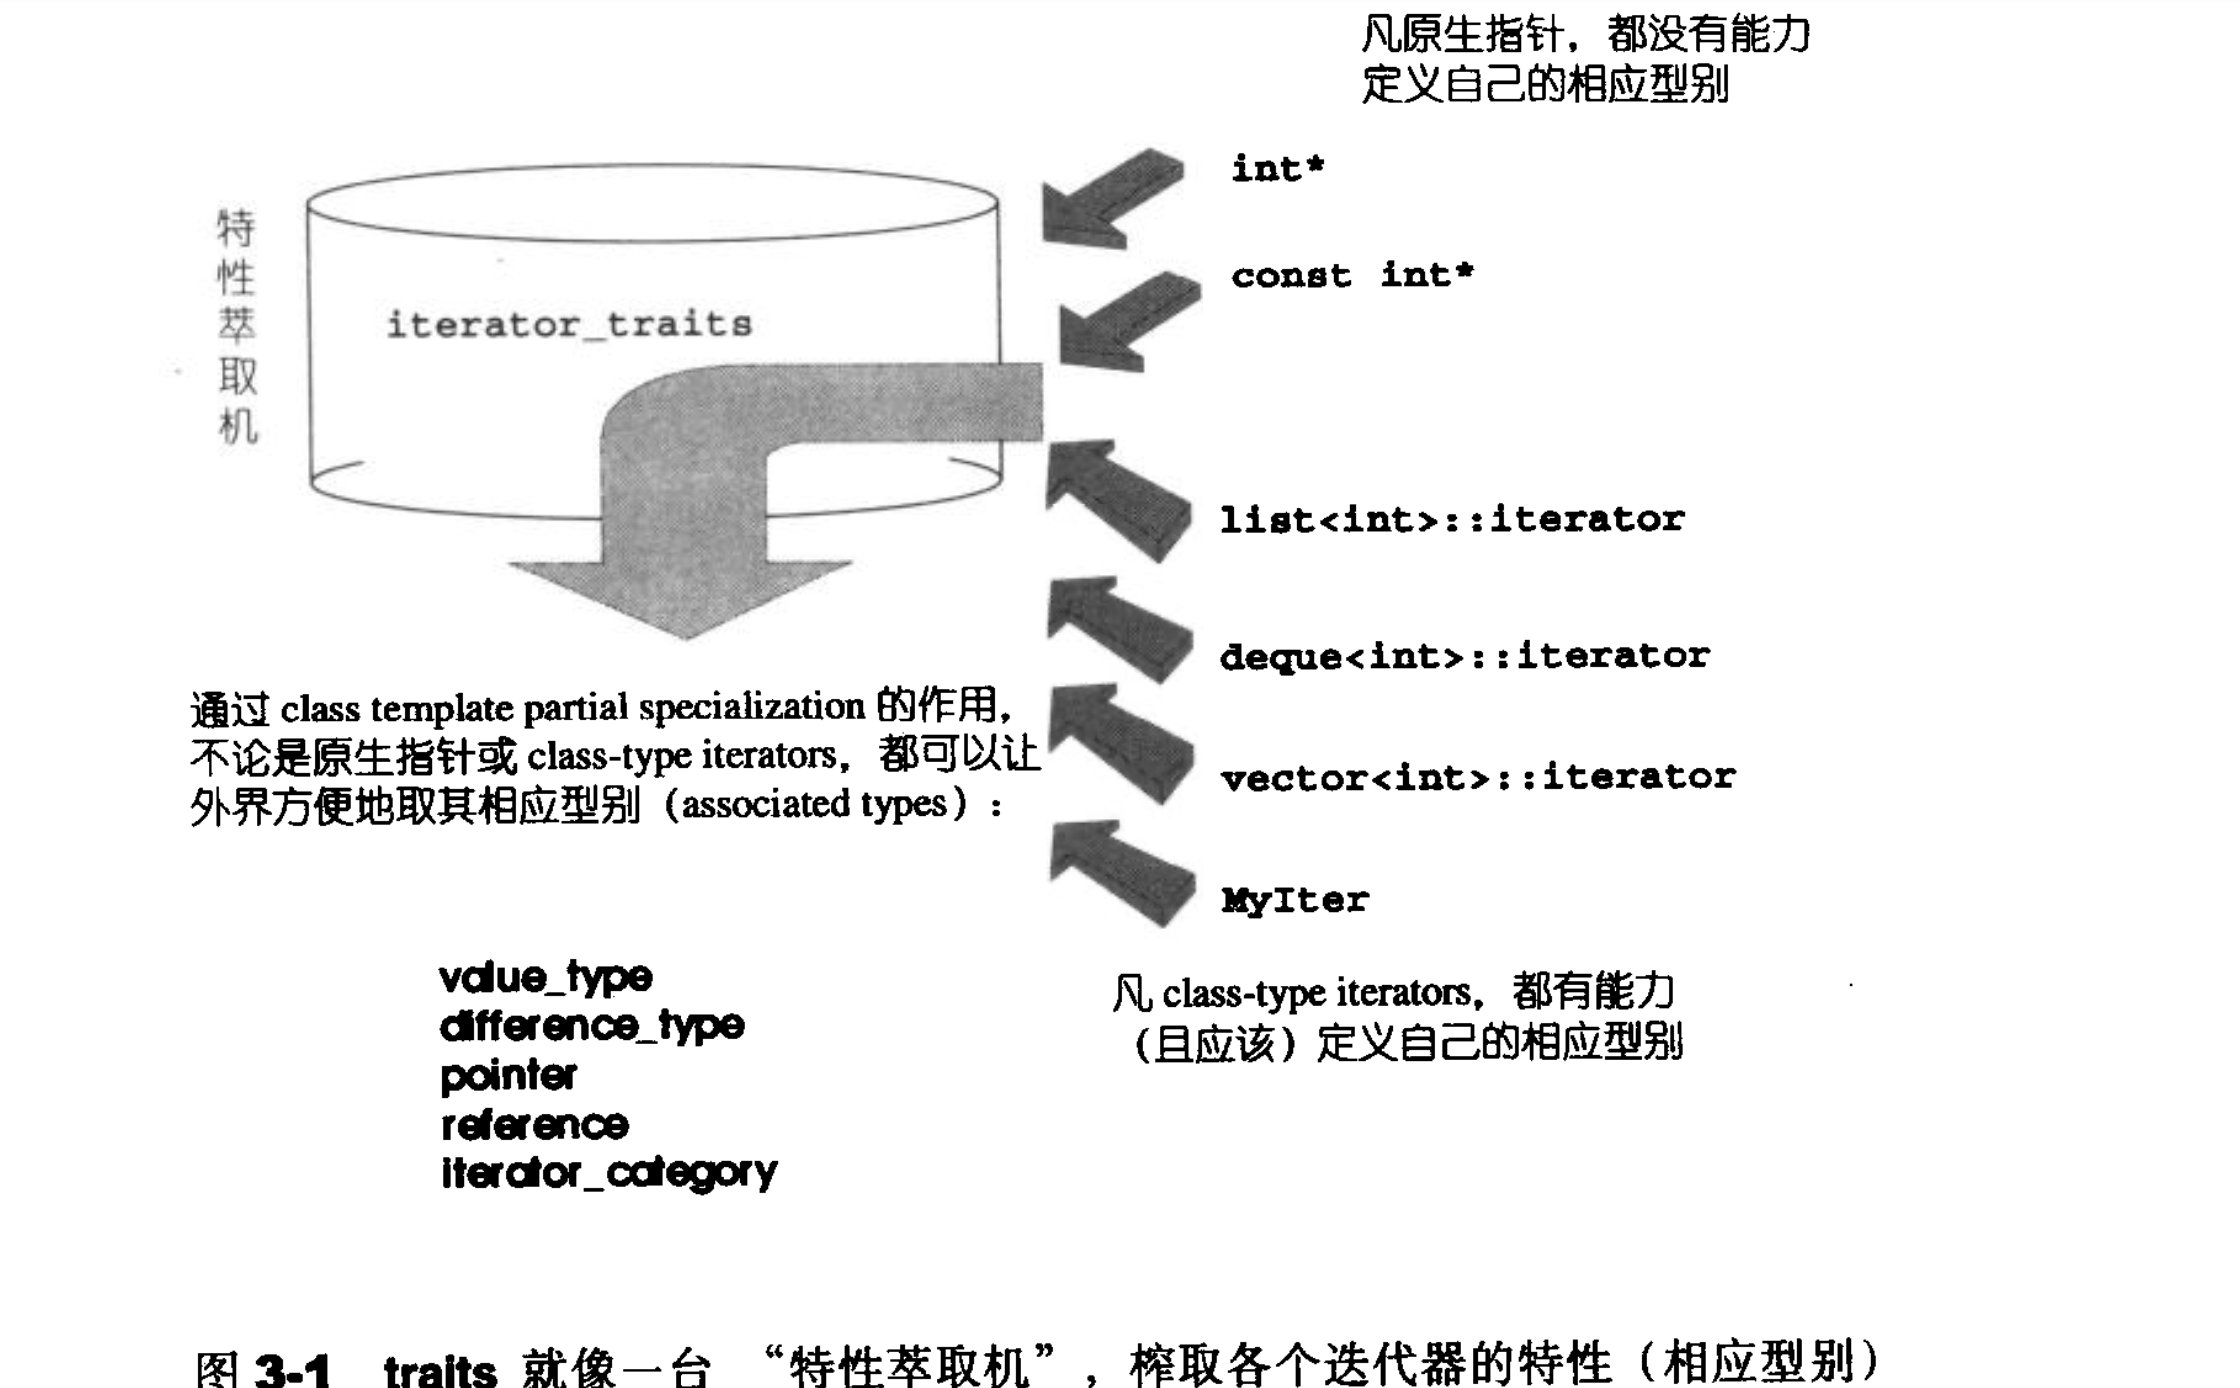 凡原生指针，都没有能力
定义自己的相应型别
int*
const int*
特性萃取机
iterator_traits
list<int>::iterator
deque<int>::iterator
vector<int>::iterator
MyIter
通过 class template partial specialization 的作用，
不论是原生指针或 class-type iterators，都可以让
外界方便地取其相应型别（associated types）：
value_type
difference_type
pointer
reference
iterator_category
凡 class-type iterators，都有能力
（且应该）定义自己的相应型别
图 3-1 traits 就像一台 “特性萃取机”，榨取各个迭代器的特性（相应型别）